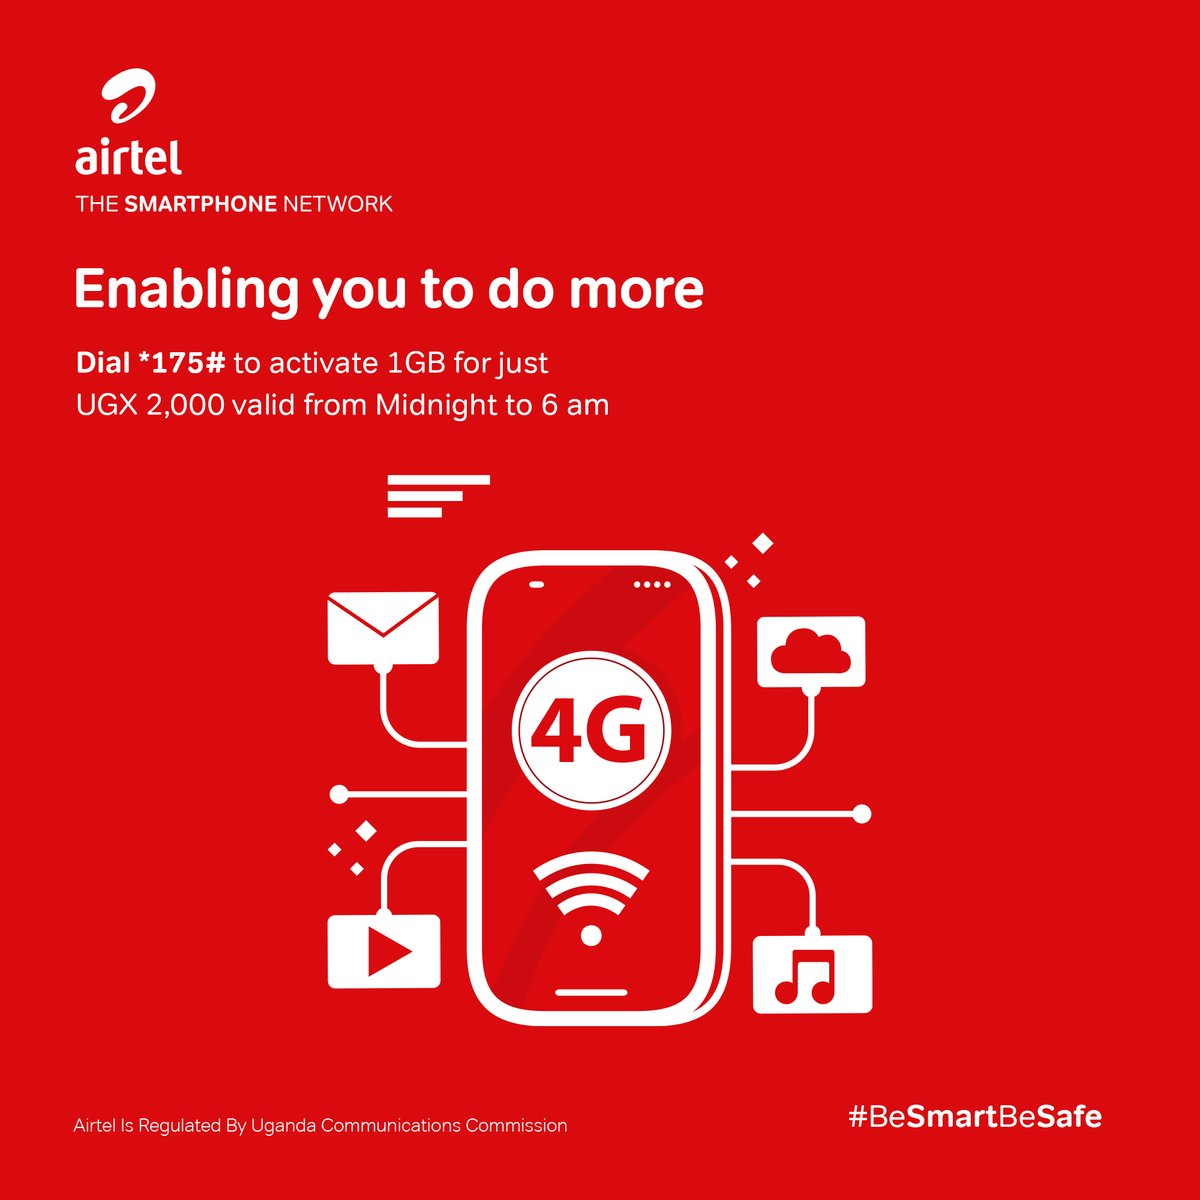 airtel
THE SMARTPHONE NETWORK
Enabling you to do more
Dial *175# to activate 1GB for just
UGX 2,000 valid from Midnight to 6 am
4G
Airtel Is Regulated By Uganda Communications Commission
#BeSmartBeSafe